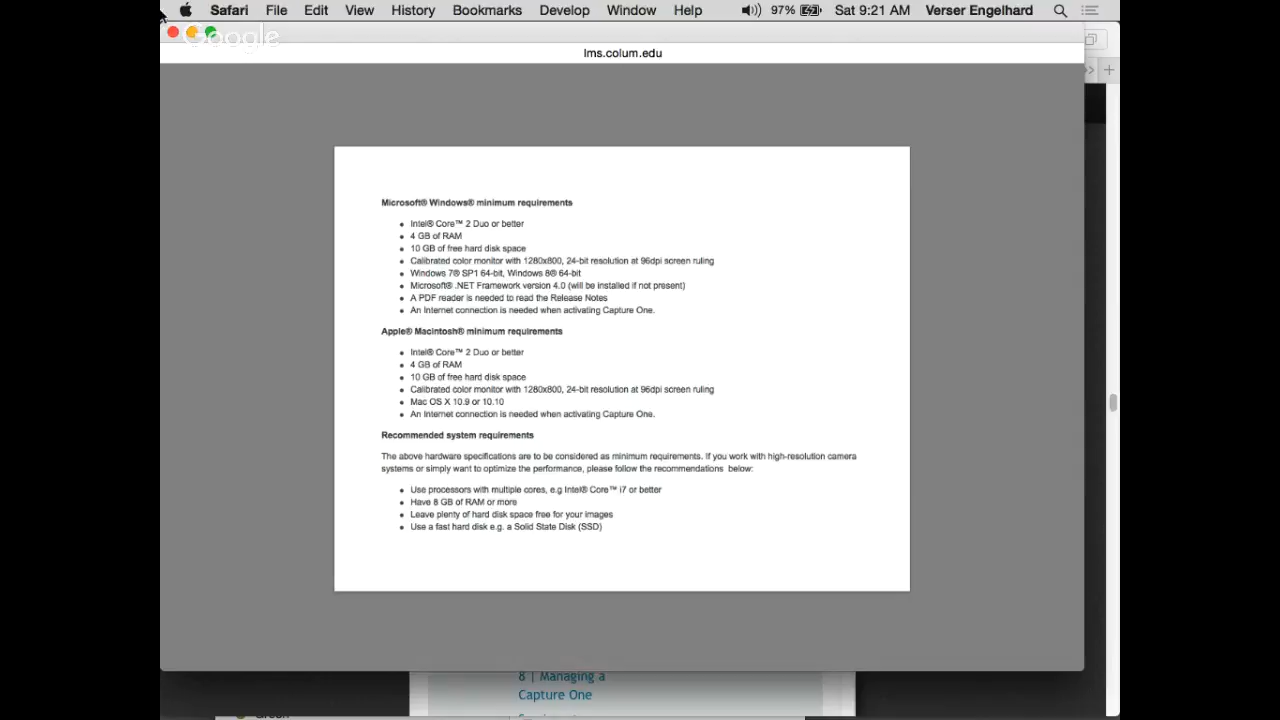 Safari File Edit View History Bookmarks Develop Window Help 97% Sat 9:21 AM Verser Engelhard
Google
lms.colum.edu
Microsoft® Windows® minimum requirements
• Intel® Core™ 2 Duo or better
• 4 GB of RAM
• 10 GB of free hard disk space
• Calibrated color monitor with 1280x800, 24-bit resolution at 96dpi screen ruling
• Windows 7® SP1 64-bit, Windows 8® 64-bit
• Microsoft® .NET Framework version 4.0 (will be installed if not present)
• A PDF reader is needed to read the Release Notes
• An Internet connection is needed when activating Capture One.
Apple® Macintosh® minimum requirements
• Intel® Core™ 2 Duo or better
• 4 GB of RAM
• 10 GB of free hard disk space
• Calibrated color monitor with 1280x800, 24-bit resolution at 96dpi screen ruling
• Mac OS X 10.9 or 10.10
• An Internet connection is needed when activating Capture One.
Recommended system requirements
The above hardware specifications are to be considered as minimum requirements. If you work with high-resolution camera
systems or simply want to optimize the performance, please follow the recommendations below:
• Use processors with multiple cores, e.g Intel® Core™ i7 or better
• Have 8 GB of RAM or more
• Leave plenty of hard disk space free for your images
• Use a fast hard disk e.g. a Solid State Disk (SSD)
8 | Managing a
Capture One